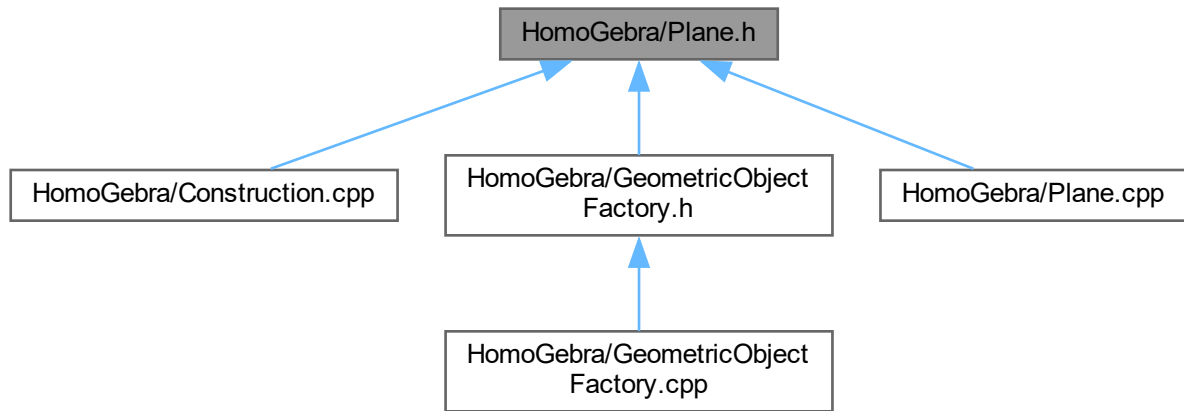 HomoGebra/Plane.h
HomoGebra/Construction.cpp
HomoGebra/GeometricObject
Factory.h
HomoGebra/Plane.cpp
HomoGebra/GeometricObject
Factory.cpp